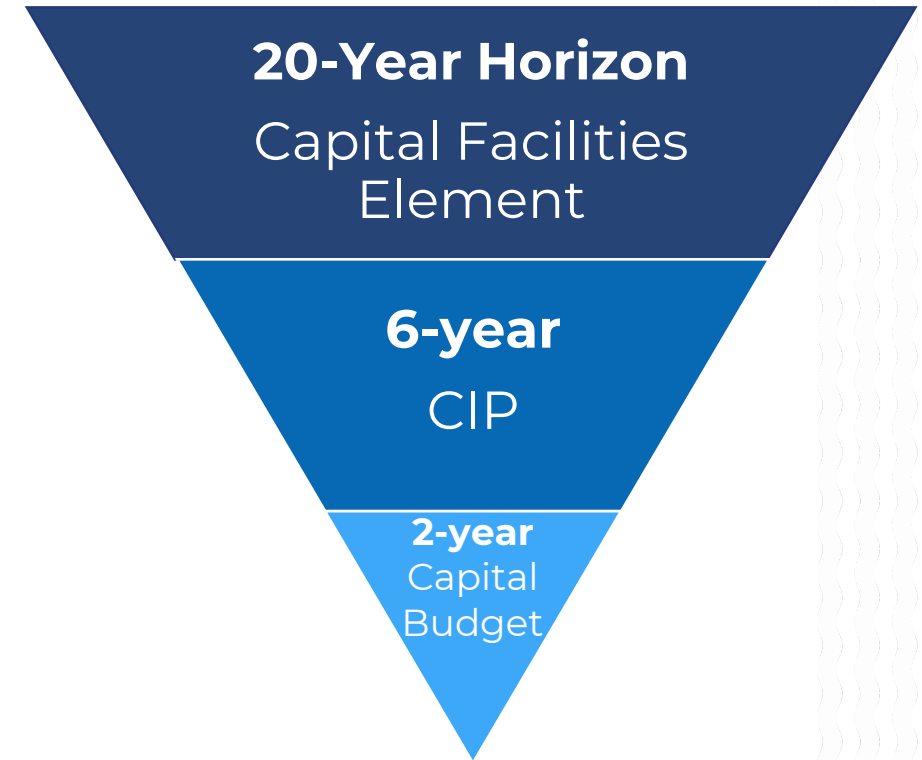 20-Year Horizon
Capital Facilities
Element
6-year
CIP
2-year
Capital
Budget